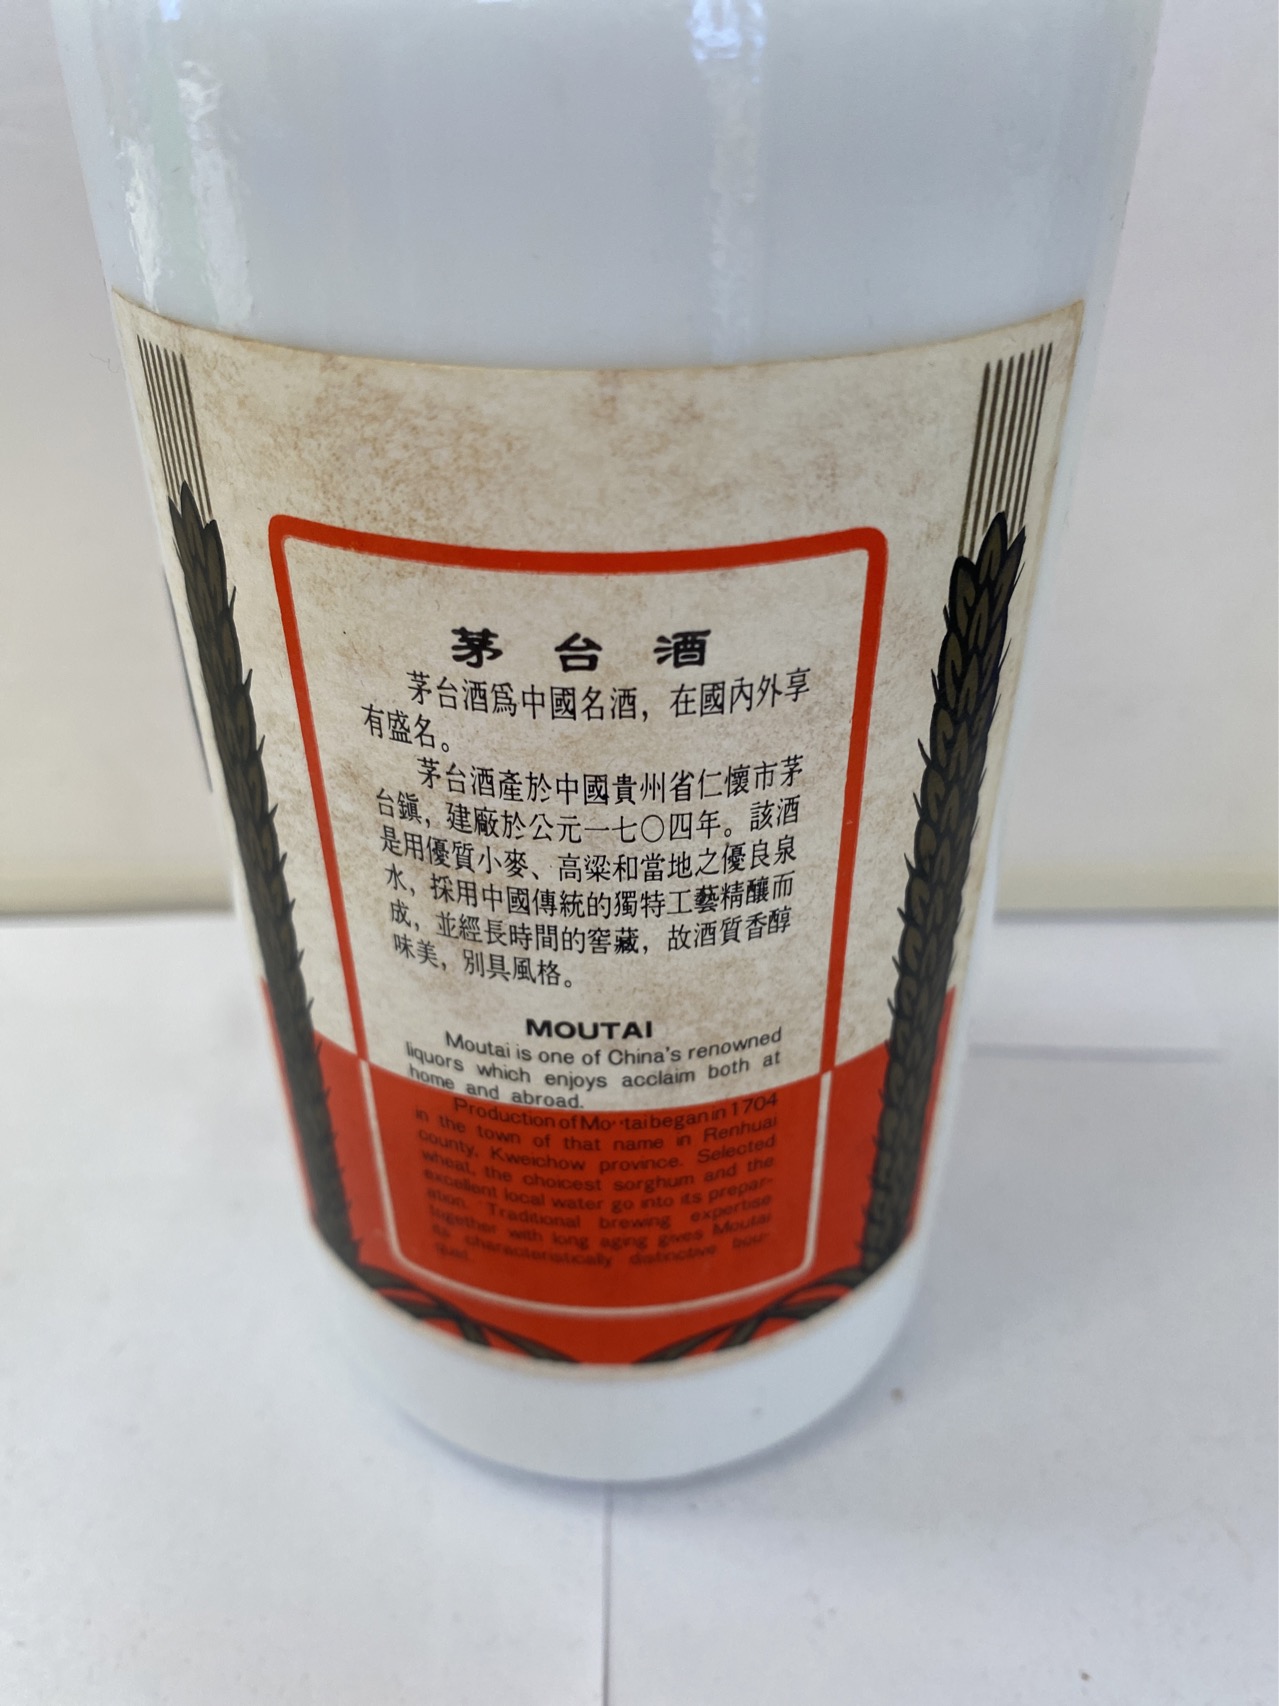 茅台酒
茅台酒爲中國名酒，在國內外享
有盛名。
茅台酒產於中國貴州省仁懷市茅
台鎮，建廠於公元一七〇四年。該酒
是用優質小麥、高粱和當地之優良泉
水，採用中國傳統的獨特工藝精釀而
成，並經長時間的窖藏，故酒質香醇
味美，別具風格。
MOUTAI
Moutai is one of China's renowned
liquors which enjoys acclaim both at
home and abroad.
Production of Moutai began in 1704
in the town of that name in Renhuai
county, Kweichow province. Selected
wheat, the choicest sorghum and the
excellent local water go into its prepar-
ation. Traditional brewing expertise
together with long aging gives Moutai
its characteristically distinctive bou-
quet.